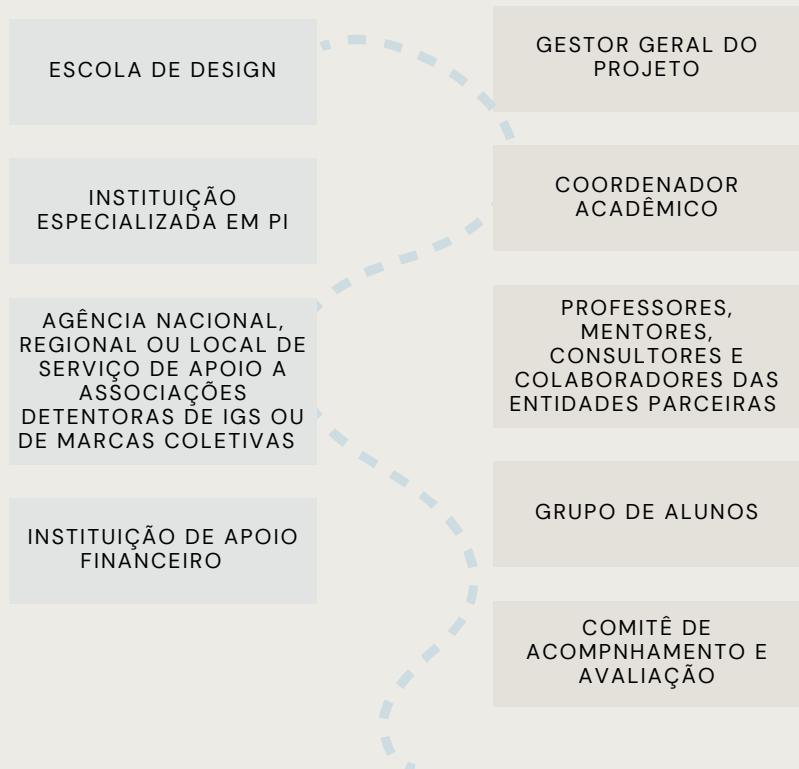 ESCOLA DE DESIGN
INSTITUIÇÃO
ESPECIALIZADA EM PI
AGÊNCIA NACIONAL,
REGIONAL OU LOCAL DE
SERVIÇO DE APOIO A
ASSOCIAÇÕES
DETENTORAS DE IGS OU
DE MARCAS COLETIVAS
INSTITUIÇÃO DE APOIO
FINANCEIRO
GESTOR GERAL DO
PROJETO
COORDENADOR
ACADÊMICO
PROFESSORES,
MENTORES,
CONSULTORES E
COLABORADORES DAS
ENTIDADES PARCEIRAS
GRUPO DE ALUNOS
COMITÊ DE
ACOMPNHAMENTO E
AVALIAÇÃO